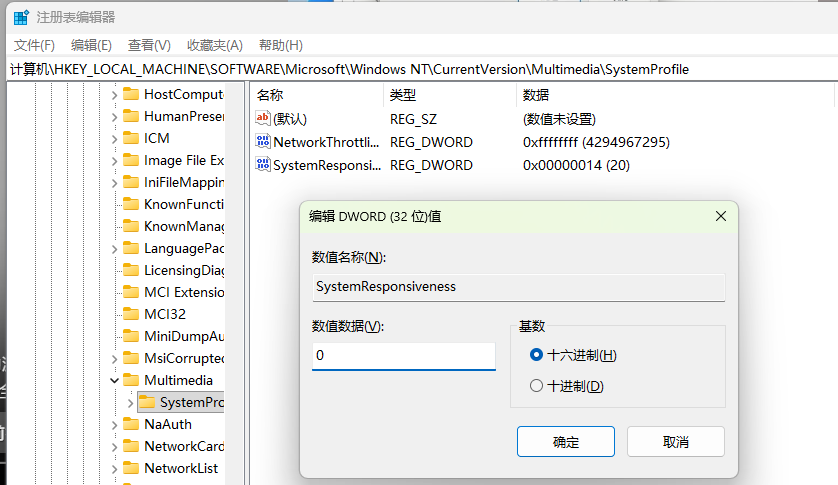 注册表编辑器
文件(F) 编辑(E) 查看(V) 收藏夹(A) 帮助(H)
计算机\HKEY_LOCAL_MACHINE\SOFTWARE\Microsoft\Windows NT\CurrentVersion\Multimedia\SystemProfile
HostCompute
HumanPresen
ICM
Image File Ex
IniFileMappin
KnownFuncti
KnownManag
LanguagePac
LicensingDiag
MCI Extensio
MCI32
MiniDumpAu
MsiCorrupted
Multimedia
SystemPro
NaAuth
NetworkCard
NetworkList
名称 类型 数据
ab (默认) REG_SZ (数值未设置)
NetworkThrottli... REG_DWORD 0xffffffff (4294967295)
SystemResponsi... REG_DWORD 0x00000014 (20)
编辑 DWORD (32 位)值
数值名称(N):
SystemResponsiveness
数值数据(V):
0
基数
十六进制(H)
十进制(D)
确定 取消